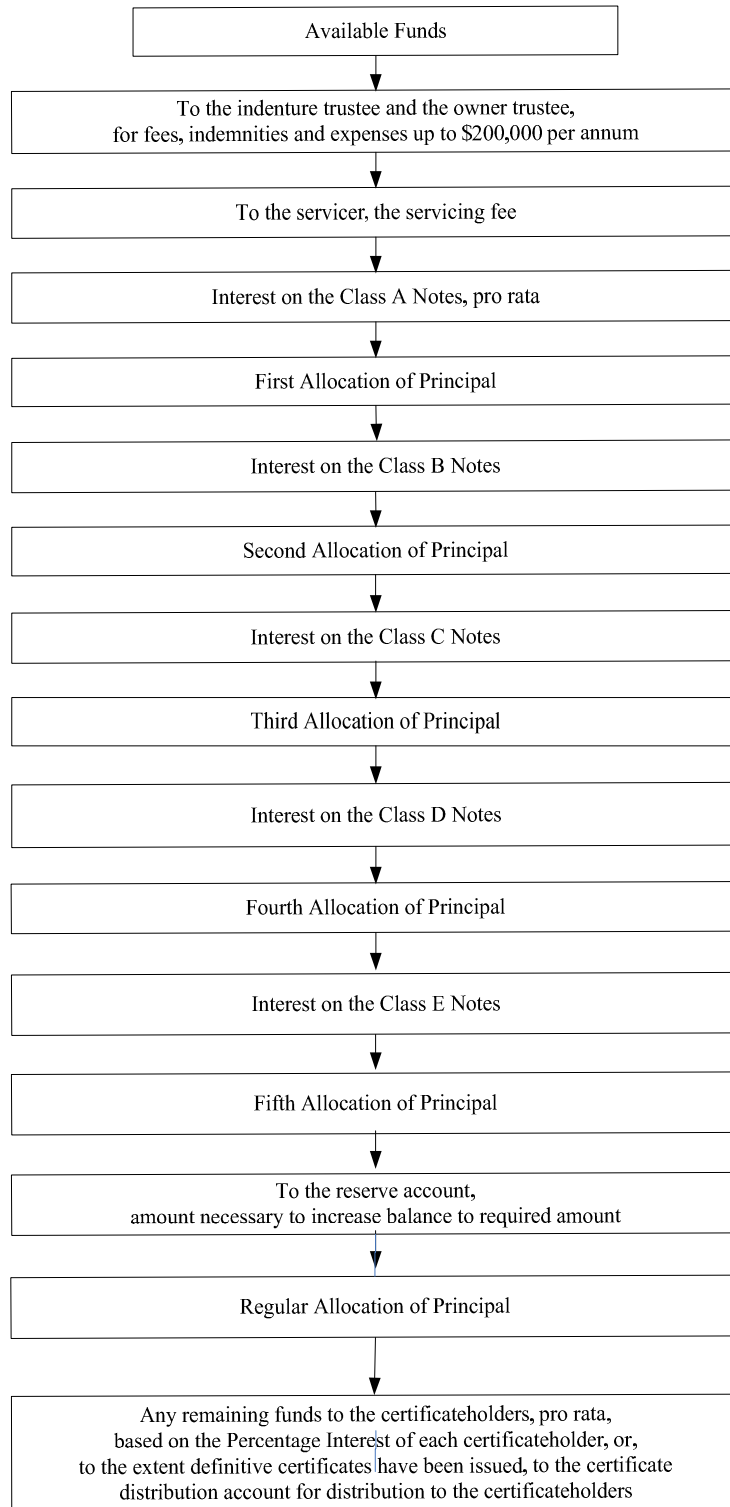 Available Funds
To the indenture trustee and the owner trustee,
for fees, indemnities and expenses up to $200,000 per annum
To the servicer, the servicing fee
Interest on the Class A Notes, pro rata
First Allocation of Principal
Interest on the Class B Notes
Second Allocation of Principal
Interest on the Class C Notes
Third Allocation of Principal
Interest on the Class D Notes
Fourth Allocation of Principal
Interest on the Class E Notes
Fifth Allocation of Principal
To the reserve account,
amount necessary to increase balance to required amount
Regular Allocation of Principal
Any remaining funds to the certificateholders, pro rata,
based on the Percentage Interest of each certificateholder, or,
to the extent definitive certificates have been issued, to the certificate
distribution account for distribution to the certificateholders